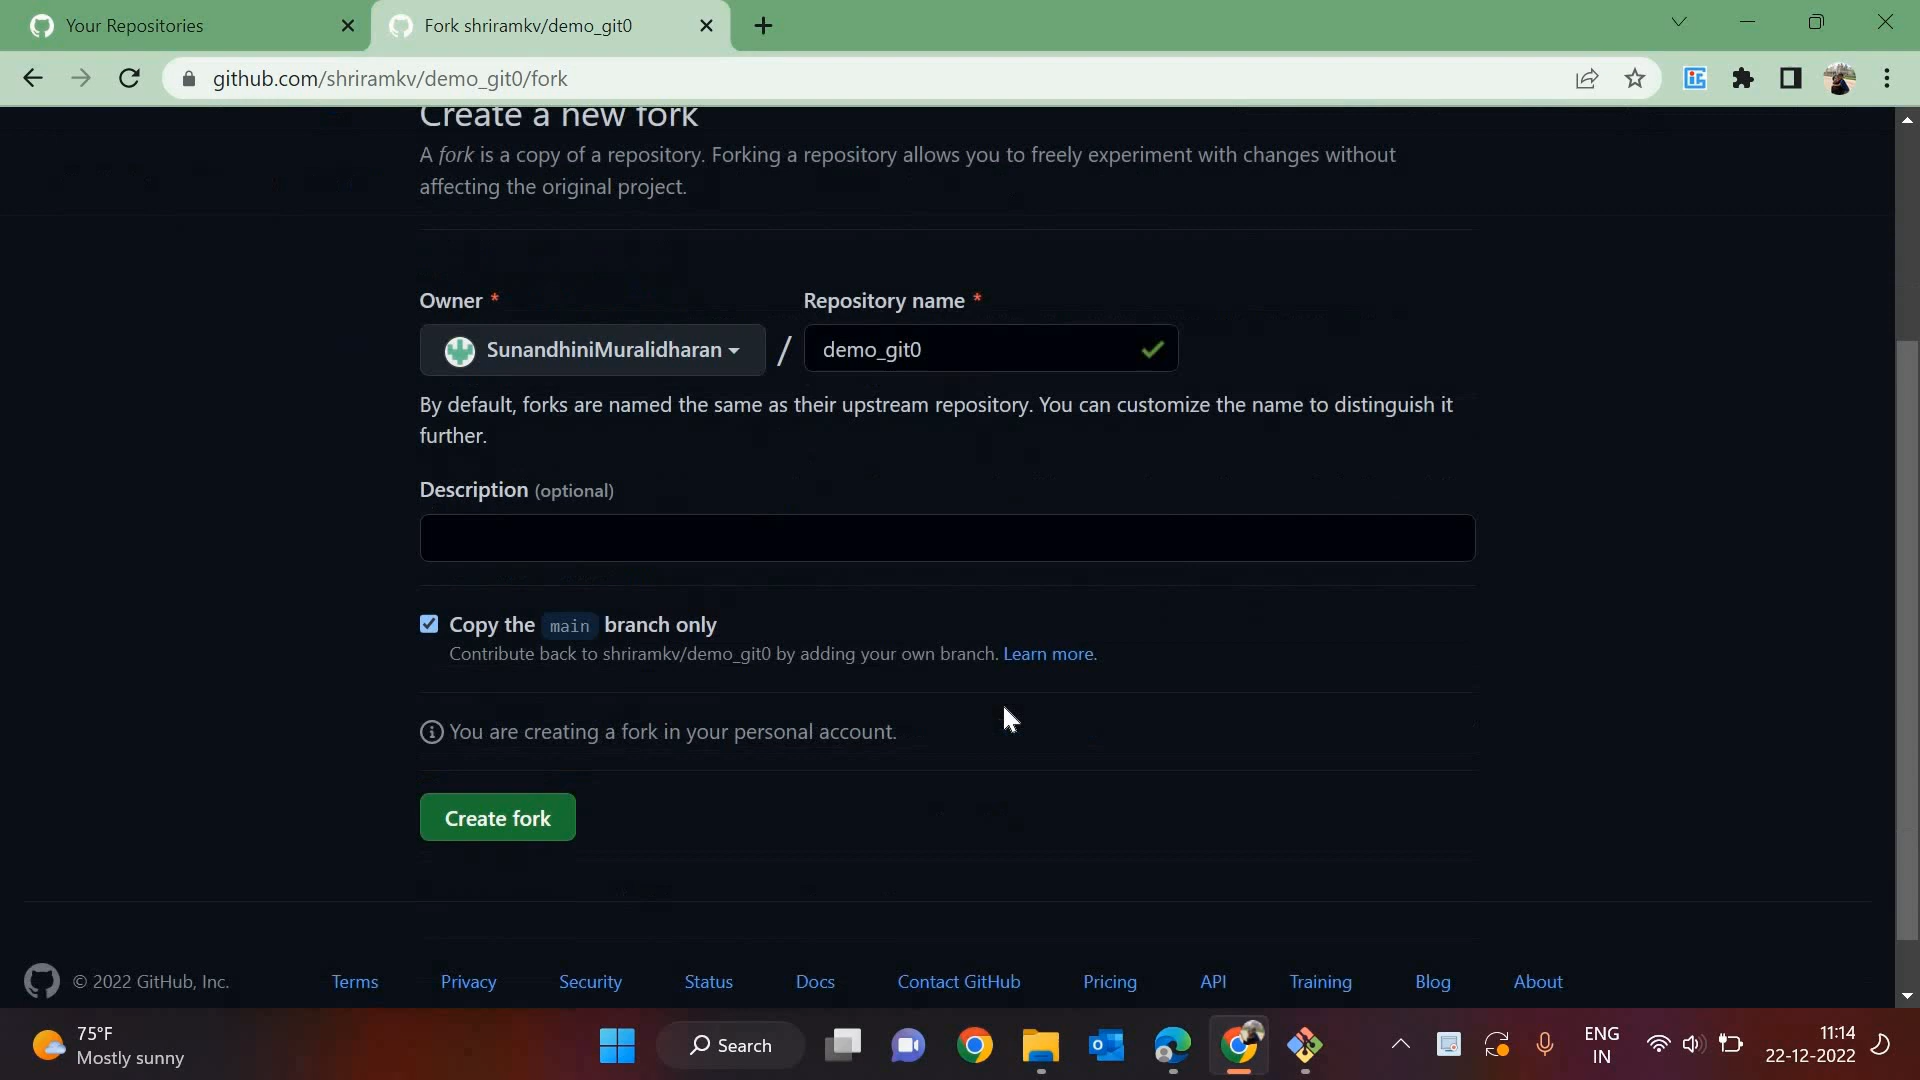 Your Repositories
Fork shriramkv/demo_git0
github.com/shriramkv/demo_git0/fork
Create a new fork
A fork is a copy of a repository. Forking a repository allows you to freely experiment with changes without
affecting the original project.
Owner * Repository name *
SunandhiniMuralidharan / demo_git0
By default, forks are named the same as their upstream repository. You can customize the name to distinguish it
further.
Description (optional)
Copy the main branch only
Contribute back to shriramkv/demo_git0 by adding your own branch. Learn more.
You are creating a fork in your personal account.
Create fork
© 2022 GitHub, Inc. Terms Privacy Security Status Docs Contact GitHub Pricing API Training Blog About
75°F
Mostly sunny
Search
ENG
IN
11:14
22-12-2022